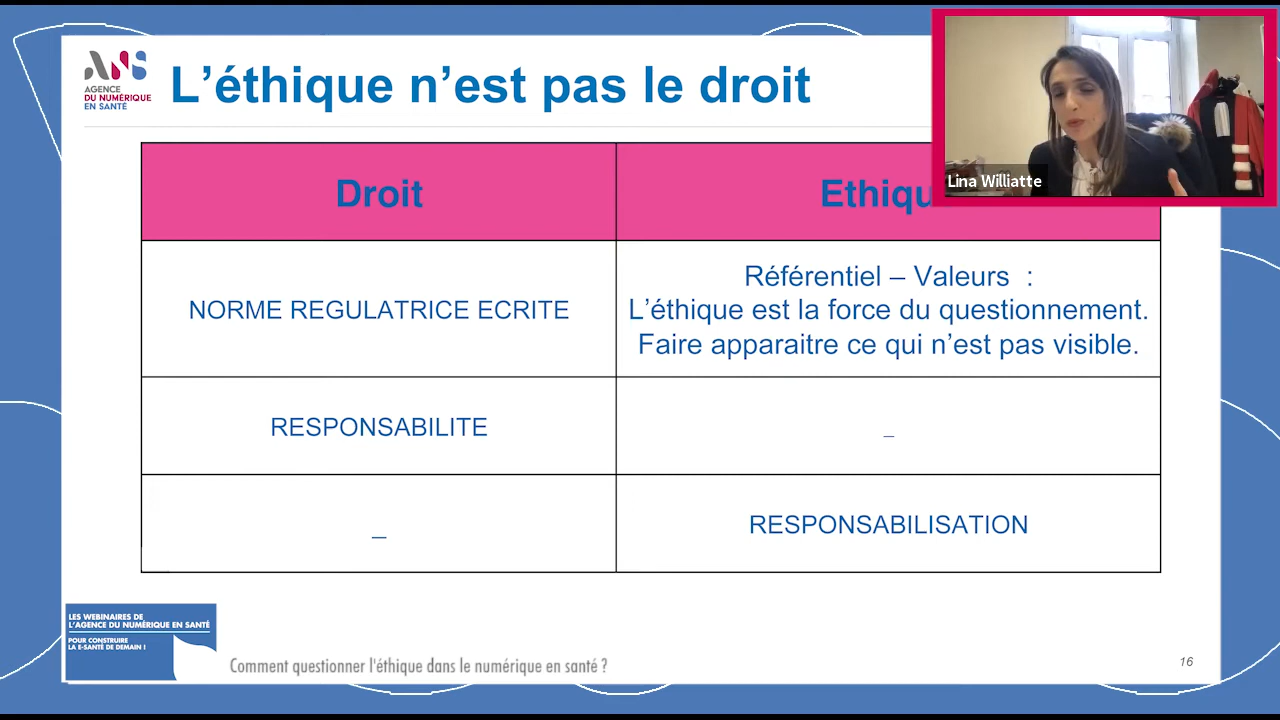 ANS
AGENCE
DU NUMÉRIQUE
EN SANTÉ
L'éthique n'est pas le droit
Lina Williatte
Droit
Ethiqu
NORME REGULATRICE ECRITE
Référentiel – Valeurs :
L'éthique est la force du questionnement.
Faire apparaitre ce qui n'est pas visible.
RESPONSABILITE
_
_
RESPONSABILISATION
LES WEBINAIRES DE
L'AGENCE DU NUMÉRIQUE EN SANTÉ
POUR CONSTRUIRE
LA E-SANTÉ DE DEMAIN !
Comment questionner l'éthique dans le numérique en santé ?
16